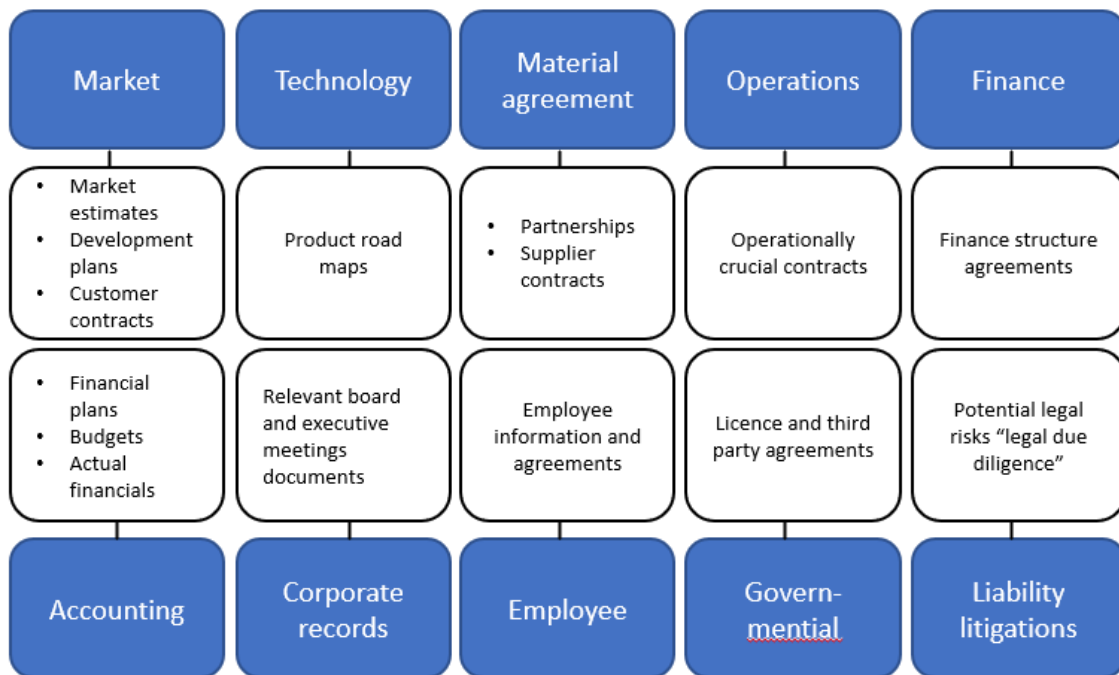 Market
Technology
Material
agreement
Operations
Finance
• Market
estimates
• Development
plans
• Customer
contracts
Product road
maps
• Partnerships
• Supplier
contracts
Operationally
crucial contracts
Finance structure
agreements
• Financial
plans
• Budgets
• Actual
financials
Relevant board
and executive
meetings
documents
Employee
information and
agreements
Licence and third
party agreements
Potential legal
risks “legal due
diligence”
Accounting
Corporate
records
Employee
Govern-
mential
Liability
litigations